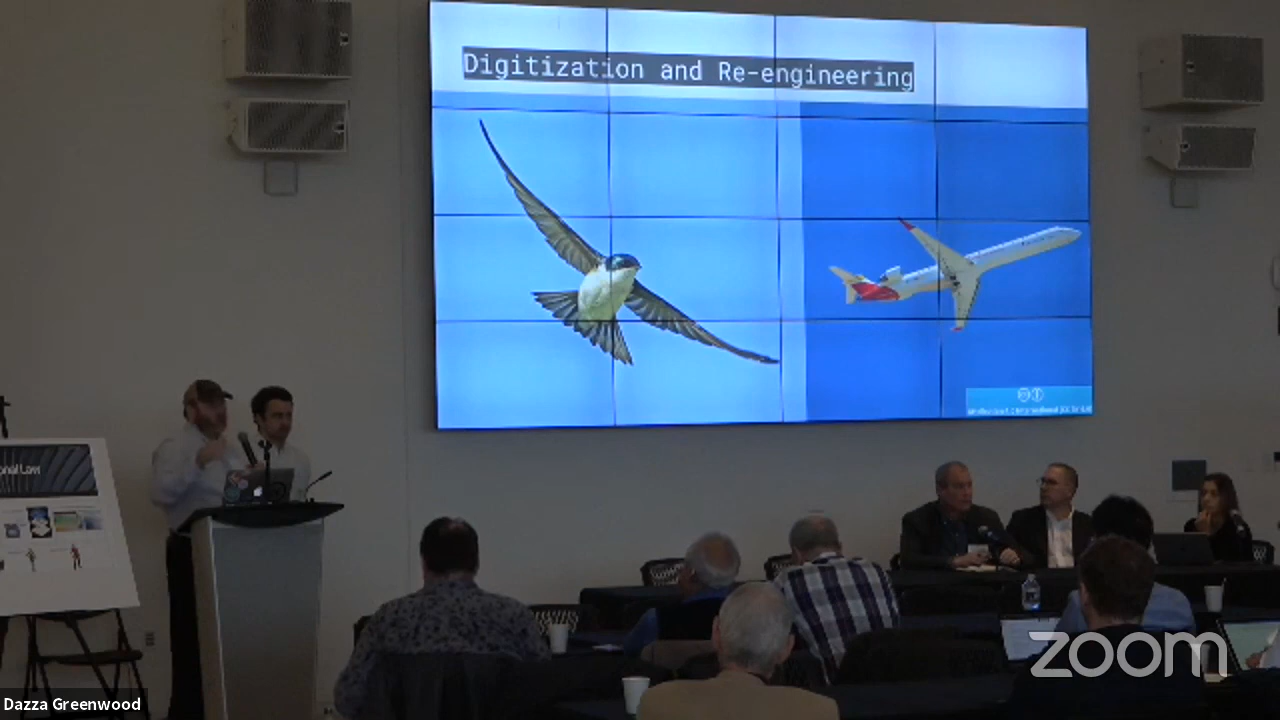 Digitization and Re-engineering
onal Law
zoom
Dazza Greenwood